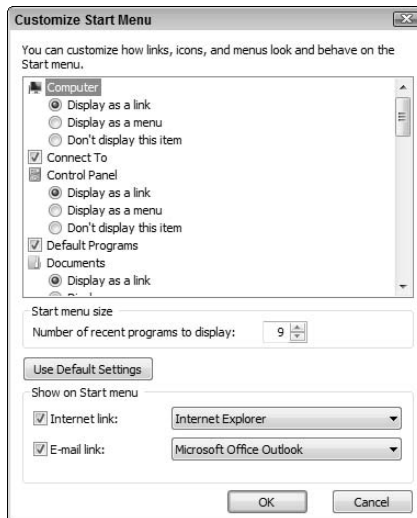 Customize Start Menu
You can customize how links, icons, and menus look and behave on the
Start menu.
Computer
Display as a link
Display as a menu
Don't display this item
Connect To
Control Panel
Display as a link
Display as a menu
Don't display this item
Default Programs
Documents
Display as a link
Start menu size
Number of recent programs to display: 9
Use Default Settings
Show on Start menu
Internet link: Internet Explorer
E-mail link: Microsoft Office Outlook
OK Cancel